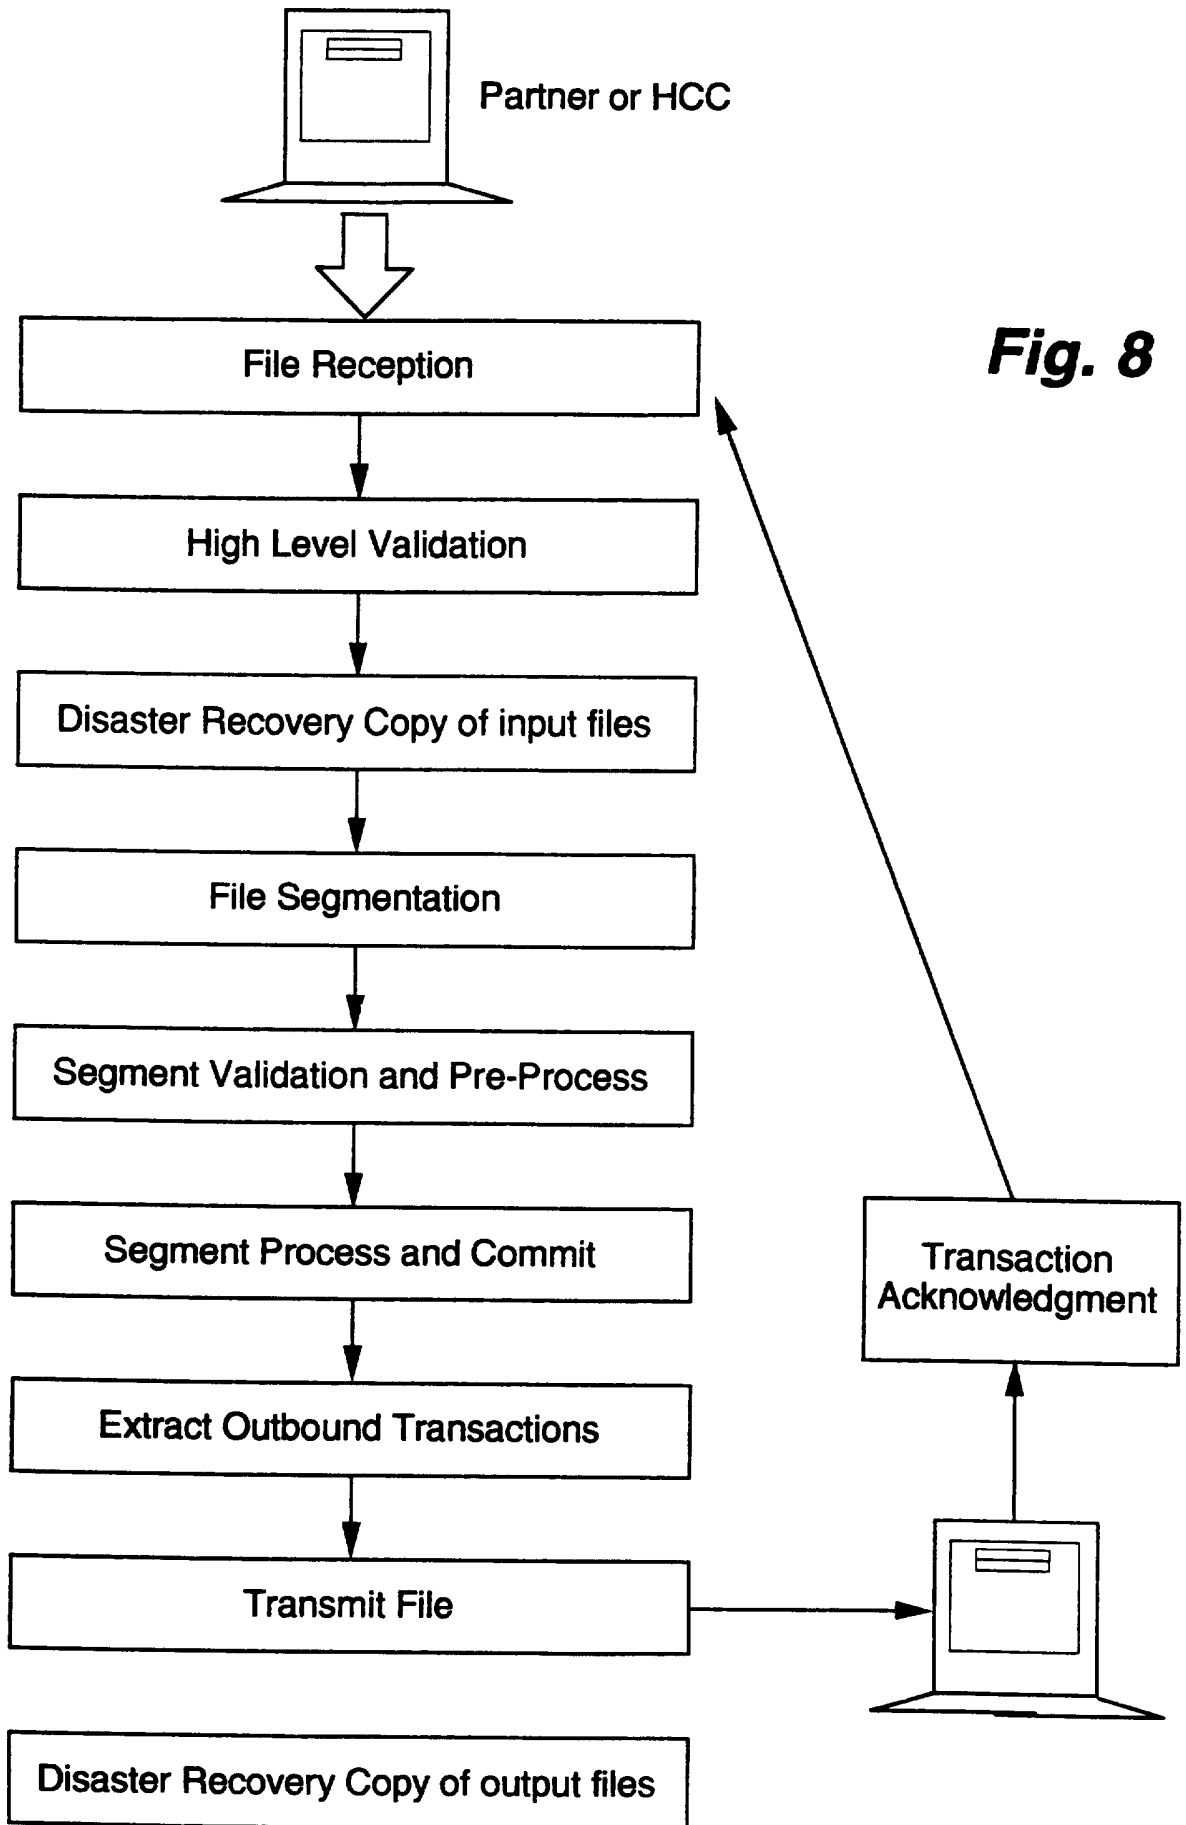 Partner or HCC
Fig. 8
File Reception
High Level Validation
Disaster Recovery Copy of input files
File Segmentation
Segment Validation and Pre-Process
Segment Process and Commit
Transaction
Acknowledgment
Extract Outbound Transactions
Transmit File
Disaster Recovery Copy of output files